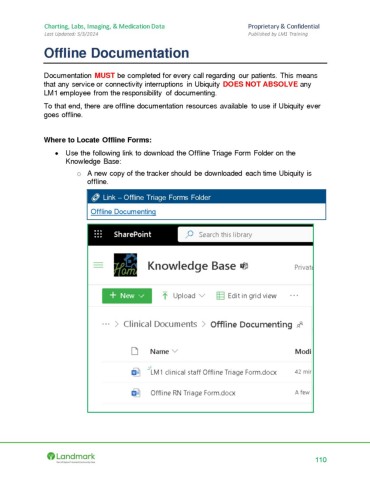 Charting, Labs, Imaging, & Medication Data
Proprietary & Confidential
Last Updated: 5/3/2024
Published by LM1 Training
Offline Documentation
Documentation MUST be completed for every call regarding our patients. This means
that any service or connectivity interruptions in Ubiquity DOES NOT ABSOLVE any
LM1 employee from the responsibility of documenting.
To that end, there are offline documentation resources available to use if Ubiquity ever
goes offline.
Where to Locate Offline Forms:
• Use the following link to download the Offline Triage Form Folder on the
Knowledge Base:
o A new copy of the tracker should be downloaded each time Ubiquity is
offline.
Link – Offline Triage Forms Folder
Offline Documenting
SharePoint
Search this library
Home
Knowledge Base
Privat
+ New
Upload
Edit in grid view
···
··· > Clinical Documents > Offline Documenting
Name
Modi
LM1 clinical staff Offline Triage Form.docx
42 mir
Offline RN Triage Form.docx
A few
Landmark
110